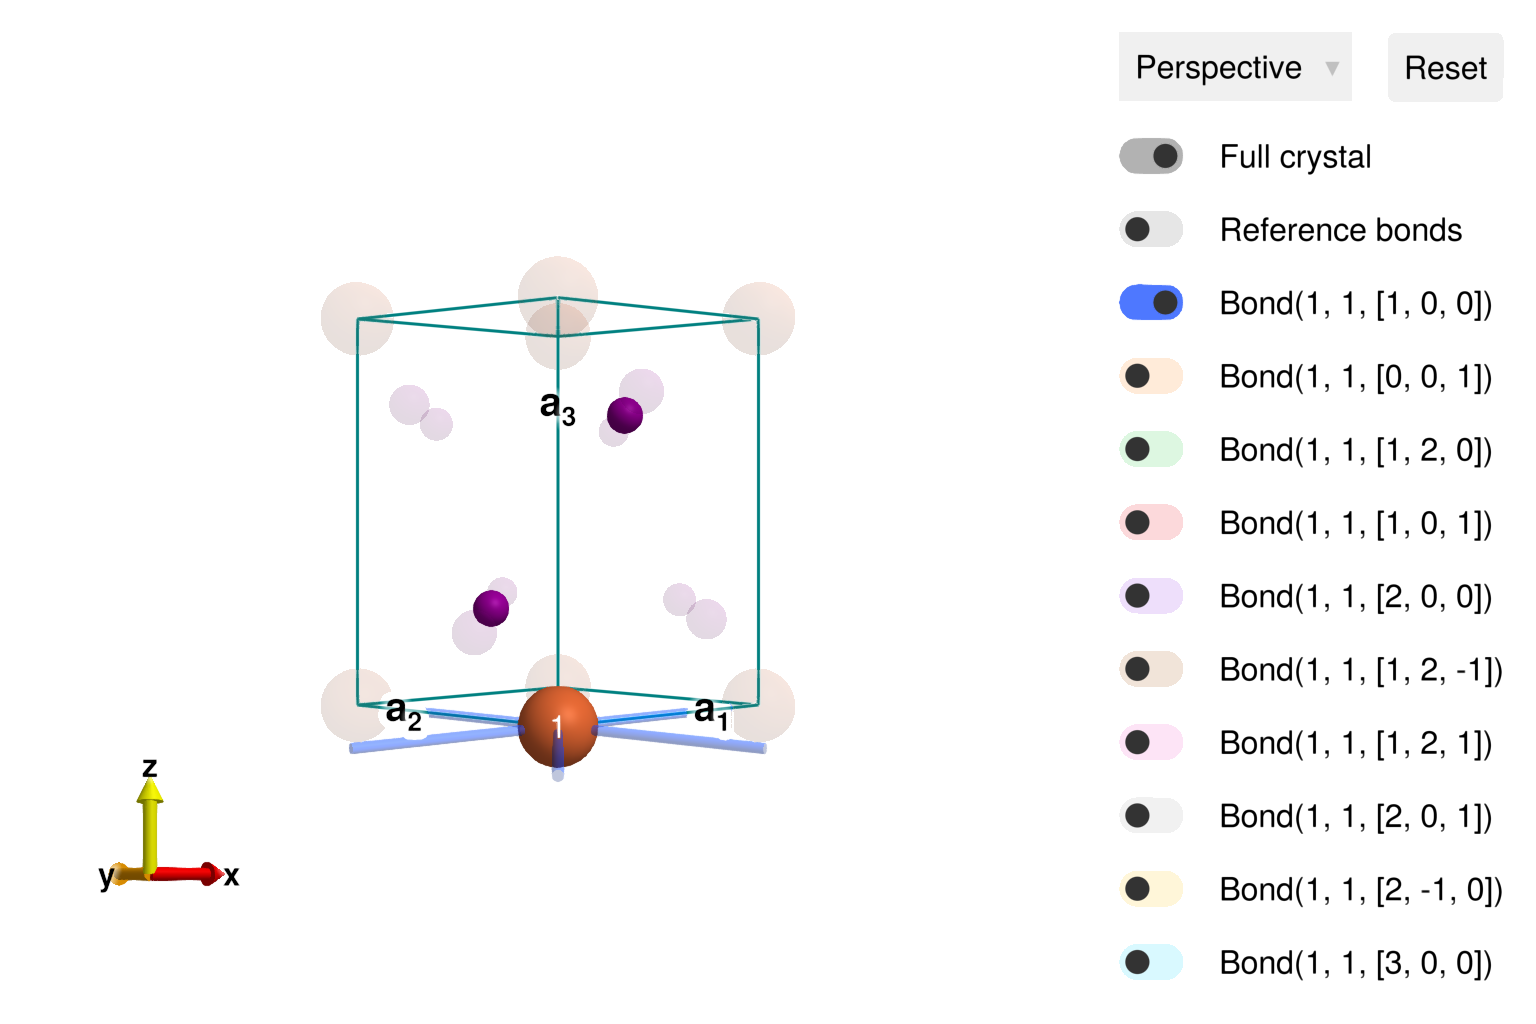 Perspective ▼
Reset
Full crystal
Reference bonds
Bond(1, 1, [1, 0, 0])
Bond(1, 1, [0, 0, 1])
Bond(1, 1, [1, 2, 0])
Bond(1, 1, [1, 0, 1])
Bond(1, 1, [2, 0, 0])
Bond(1, 1, [1, 2, -1])
Bond(1, 1, [1, 2, 1])
Bond(1, 1, [2, 0, 1])
Bond(1, 1, [2, -1, 0])
Bond(1, 1, [3, 0, 0])
a₃
a₂
a₁
1
z
y
x